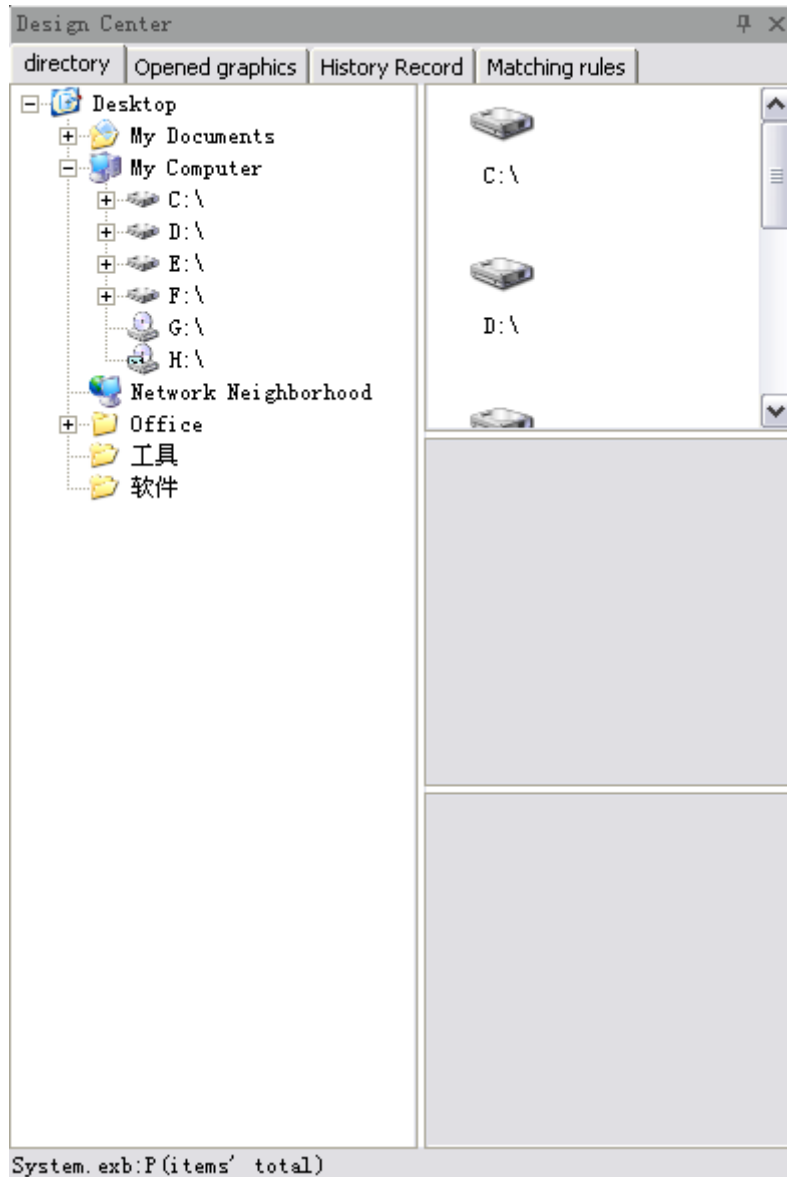 Design Center
directory Opened graphics History Record Matching rules
Desktop
My Documents
My Computer
C:\
D:\
E:\
F:\
G:\
H:\
Network Neighborhood
Office
工具
软件
C:\
D:\
System.exb:P(items' total)